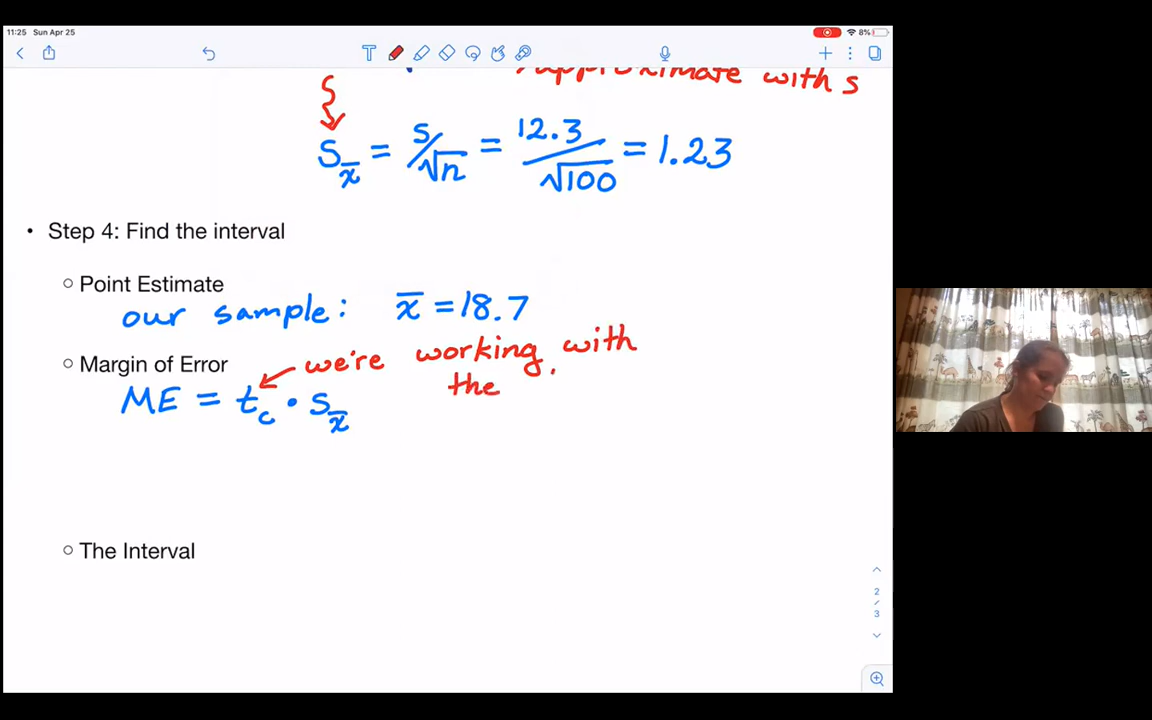 11:25 Sun Apr 25
8%
approximate with s
s_x̄ = s/√n = 12.3/√100 = 1.23
• Step 4: Find the interval
○ Point Estimate
our sample: x̄ = 18.7
○ Margin of Error
we're working with
the
ME = t_c • s_x̄
○ The Interval
2/3